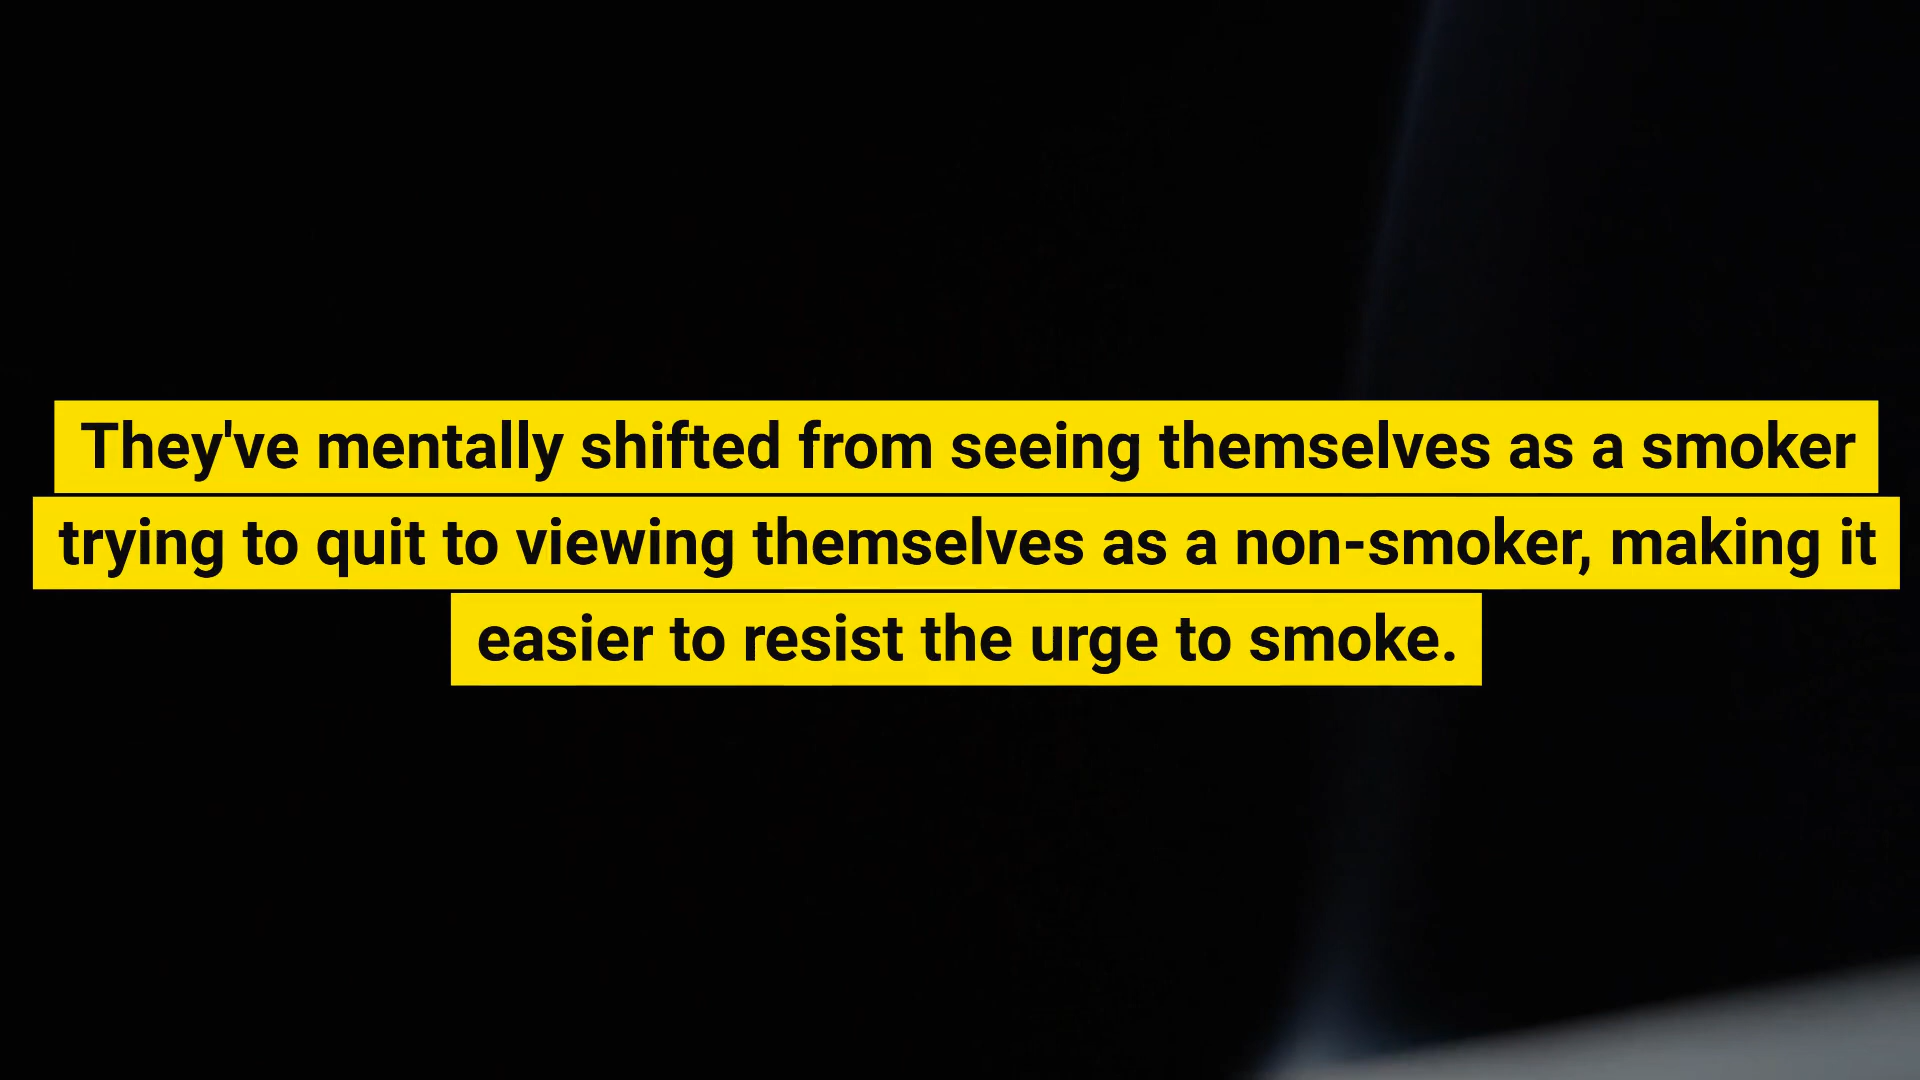 They've mentally shifted from seeing themselves as a smoker
trying to quit to viewing themselves as a non-smoker, making it
easier to resist the urge to smoke.